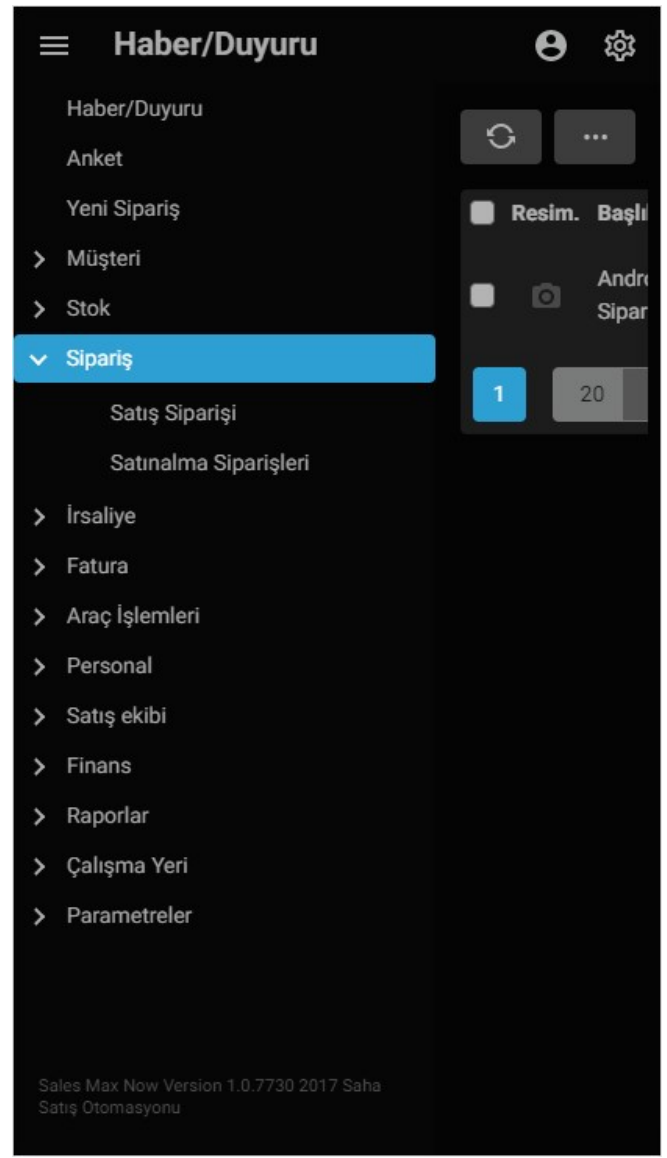 Haber/Duyuru
Haber/Duyuru
Anket
Yeni Sipariş
Müşteri
Stok
Sipariş
Satış Siparişi
Satınalma Siparişleri
İrsaliye
Fatura
Araç İşlemleri
Personal
Satış ekibi
Finans
Raporlar
Çalışma Yeri
Parametreler
Sales Max Now Version 1.0.7730 2017 Saha
Satış Otomasyonu
Resim.
1
20